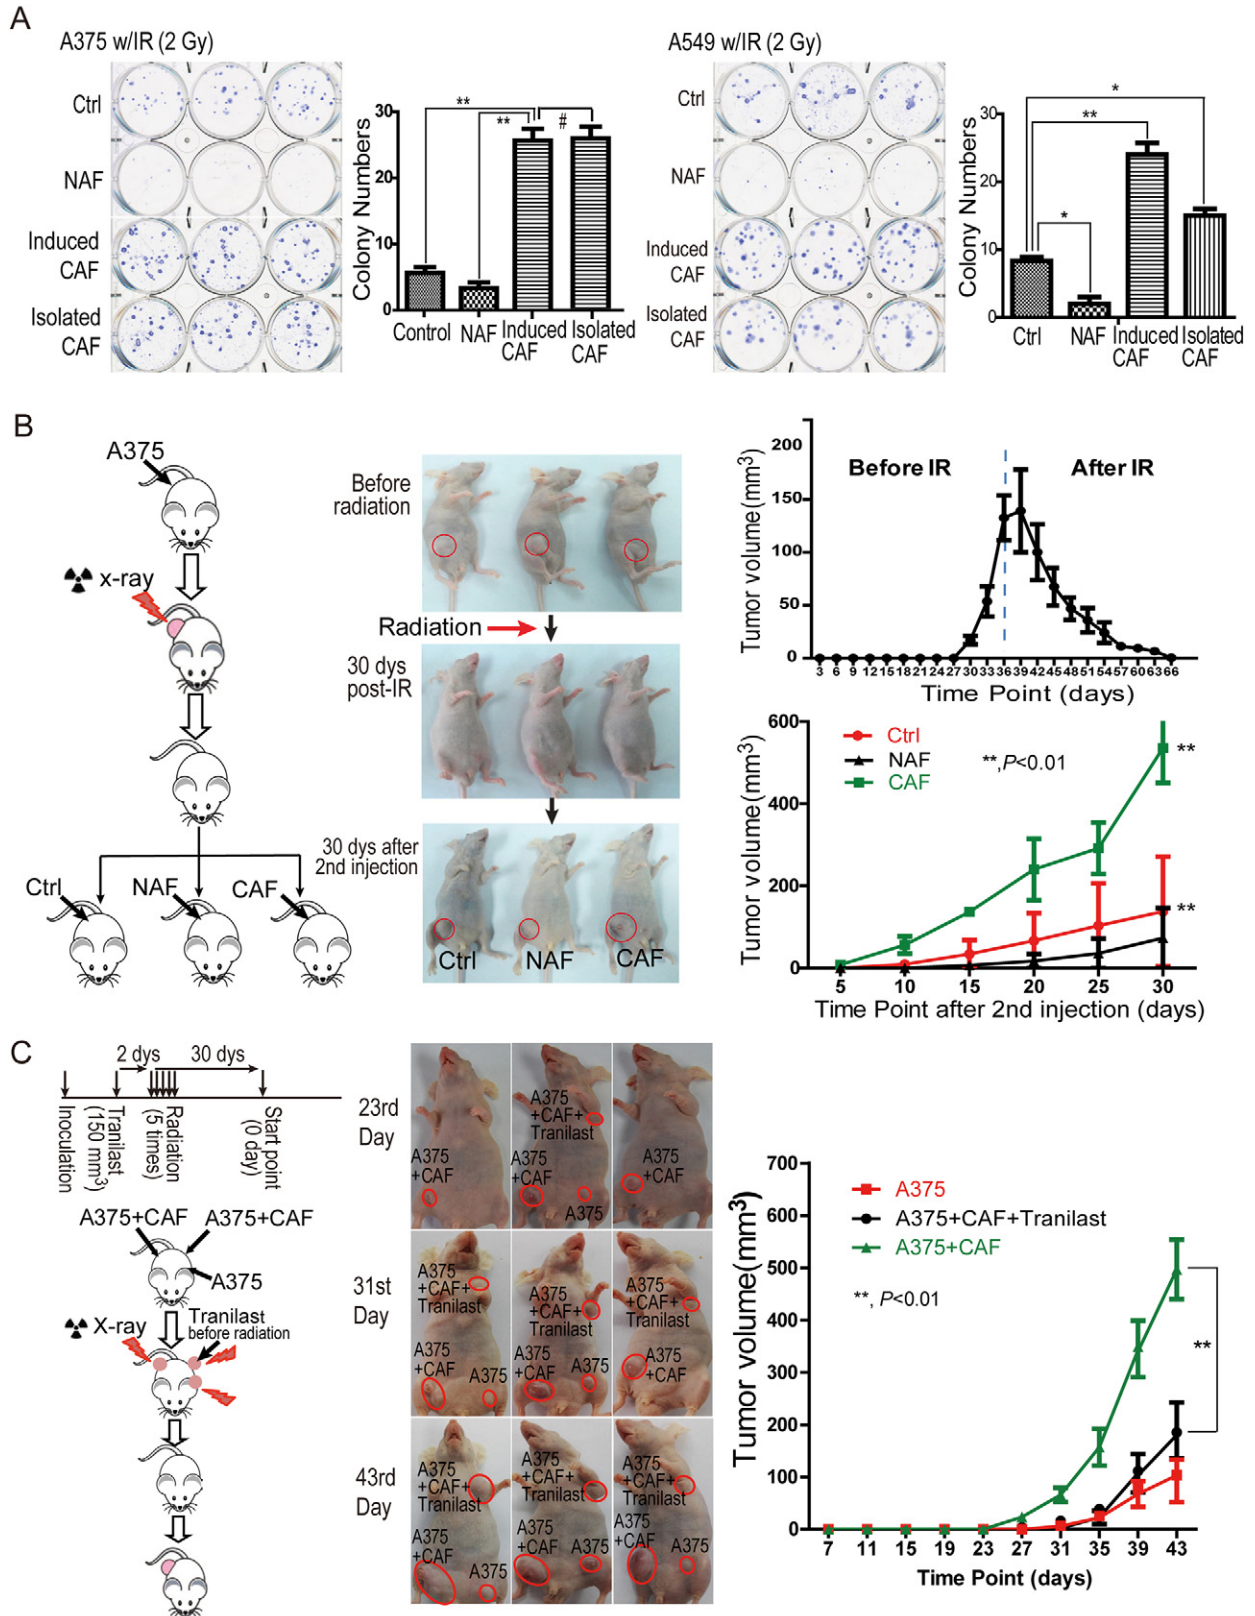 A
A375 w/IR (2 Gy)
Ctrl
NAF
Induced
CAF
Isolated
CAF
Colony Numbers
30
20
10
0
**
**
#
Control
NAF
Induced
CAF
Isolated
CAF
A549 w/IR (2 Gy)
Ctrl
NAF
Induced
CAF
Isolated
CAF
Colony Numbers
30
20
10
0
*
**
*
Ctrl
NAF
Induced
CAF
Isolated
CAF
B
A375
x-ray
Ctrl
NAF
CAF
Before
radiation
Radiation
30 dys
post-IR
30 dys after
2nd injection
Ctrl
NAF
CAF
Tumor volume(mm³)
200
150
100
50
0
Before IR
After IR
3 6 9 12 15 18 21 24 27 30 33 36 39 42 45 48 51 54 57 60 63 66
Time Point (days)
Tumor volume(mm³)
600
400
200
0
Ctrl
NAF
CAF
**,P<0.01
**
**
5 10 15 20 25 30
Time Point after 2nd injection (days)
C
2 dys
30 dys
Inoculation
Tranilast
(150 mm³)
Radiation
(5 times)
Start point
(0 day)
A375+CAF
A375+CAF
A375
X-ray
Tranilast
before radiation
23rd
Day
A375
+CAF
A375
+CAF+
Tranilast
A375
+CAF
A375
A375
+CAF
31st
Day
A375
+CAF+
Tranilast
A375
+CAF
A375
A375
+CAF+
Tranilast
A375
+CAF
A375
A375
+CAF+
Tranilast
A375
+CAF
43rd
Day
A375
+CAF+
Tranilast
A375
+CAF
A375
A375
+CAF+
Tranilast
A375
+CAF
A375
A375
+CAF+
Tranilast
A375
+CAF
A375
Tumor volume(mm³)
700
600
500
400
300
200
100
0
A375
A375+CAF+Tranilast
A375+CAF
**, P<0.01
**
7 11 15 19 23 27 31 35 39 43
Time Point (days)